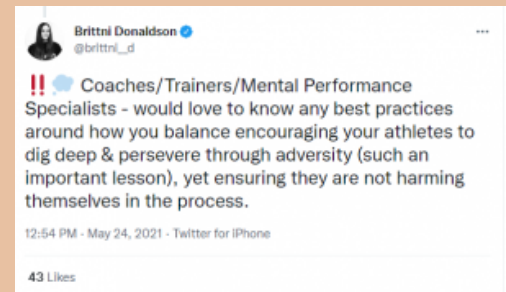 Brittni Donaldson
@brittni__d
‼️💭 Coaches/Trainers/Mental Performance
Specialists - would love to know any best practices
around how you balance encouraging your athletes to
dig deep & persevere through adversity (such an
important lesson), yet ensuring they are not harming
themselves in the process.
12:54 PM · May 24, 2021 · Twitter for iPhone
43 Likes